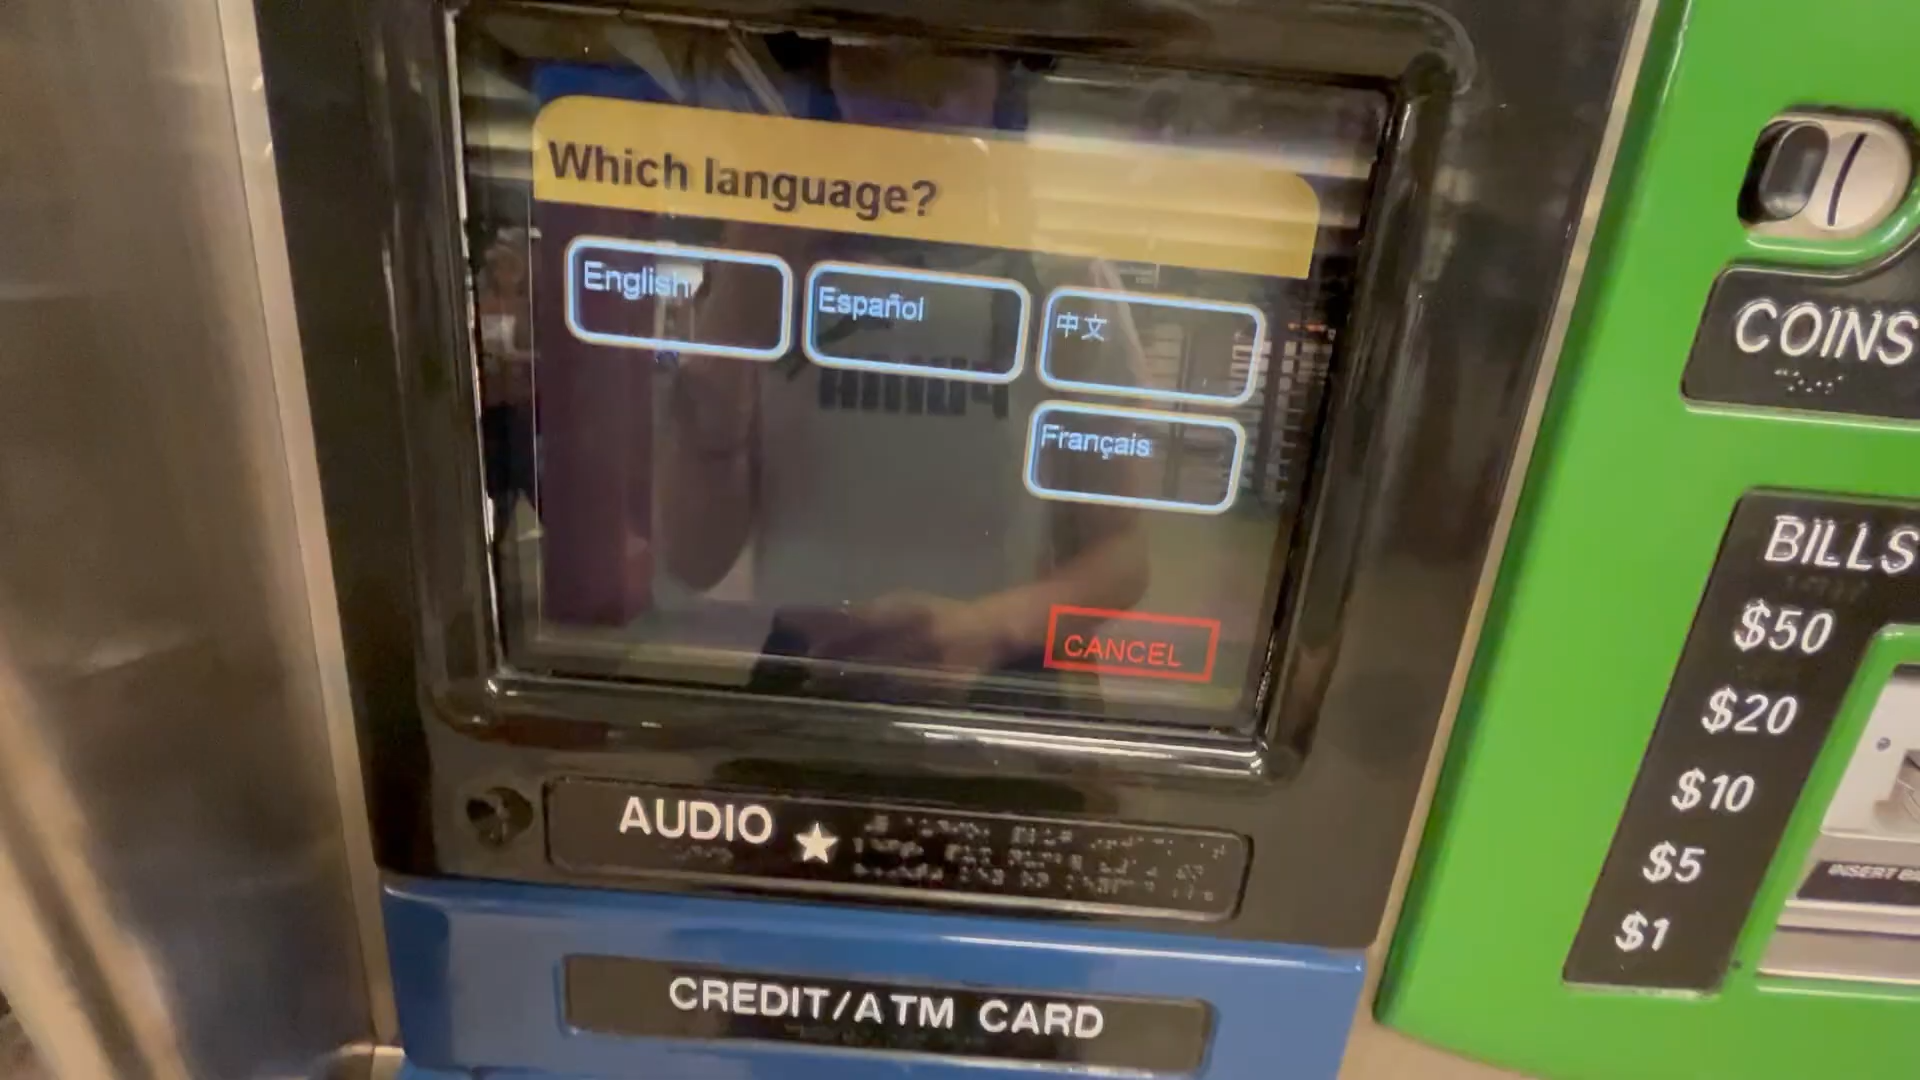 Which language?
English
Español
中文
Français
CANCEL
AUDIO
CREDIT/ATM CARD
COINS
BILLS
$50
$20
$10
$5
$1
INSERT